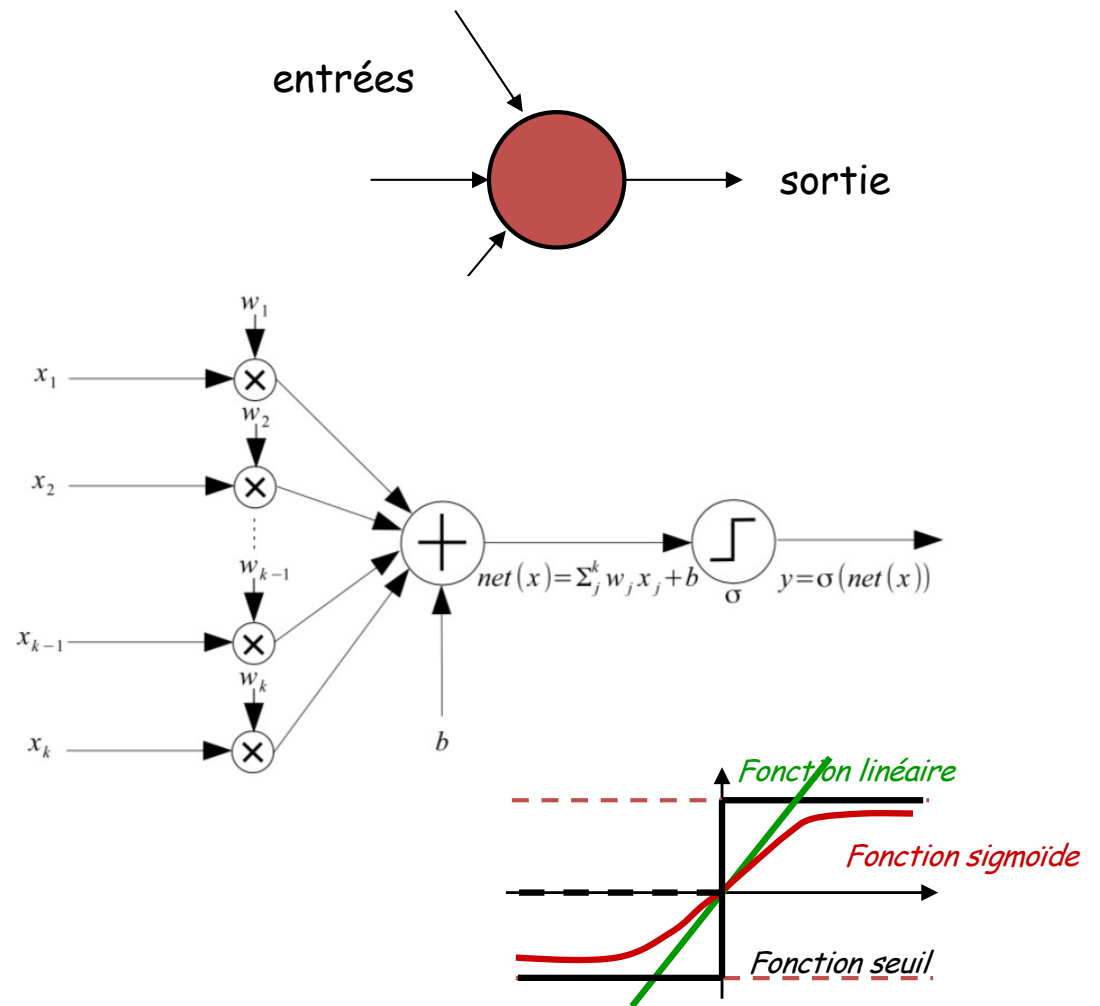 entrées
sortie
w₁
x₁
w₂
x₂
net(x)=Σⱼᵏ wⱼ xⱼ+b
σ
y=σ(net(x))
wₖ₋₁
xₖ₋₁
wₖ
xₖ
b
Fonction linéaire
Fonction sigmoïde
Fonction seuil